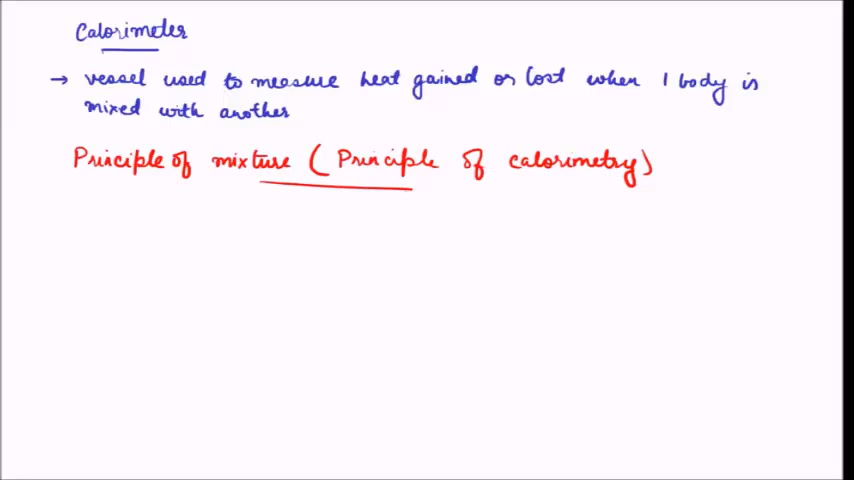 Calorimeter
→ vessel used to measure heat gained or lost when 1 body is
mixed with another
Principle of mixture (Principle of calorimetry)